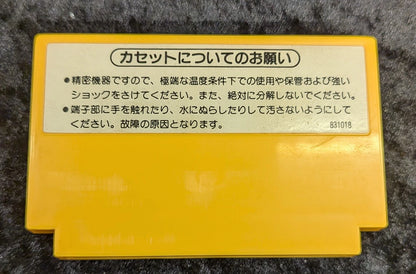 カセットについてのお願い
●精密機器ですので、極端な温度条件下での使用や保管および強い
ショックをさけてください。また、絶対に分解しないでください。
●端子部に手を触れたり、水にぬらしたりして汚さないようにして
ください。故障の原因となります。
831018